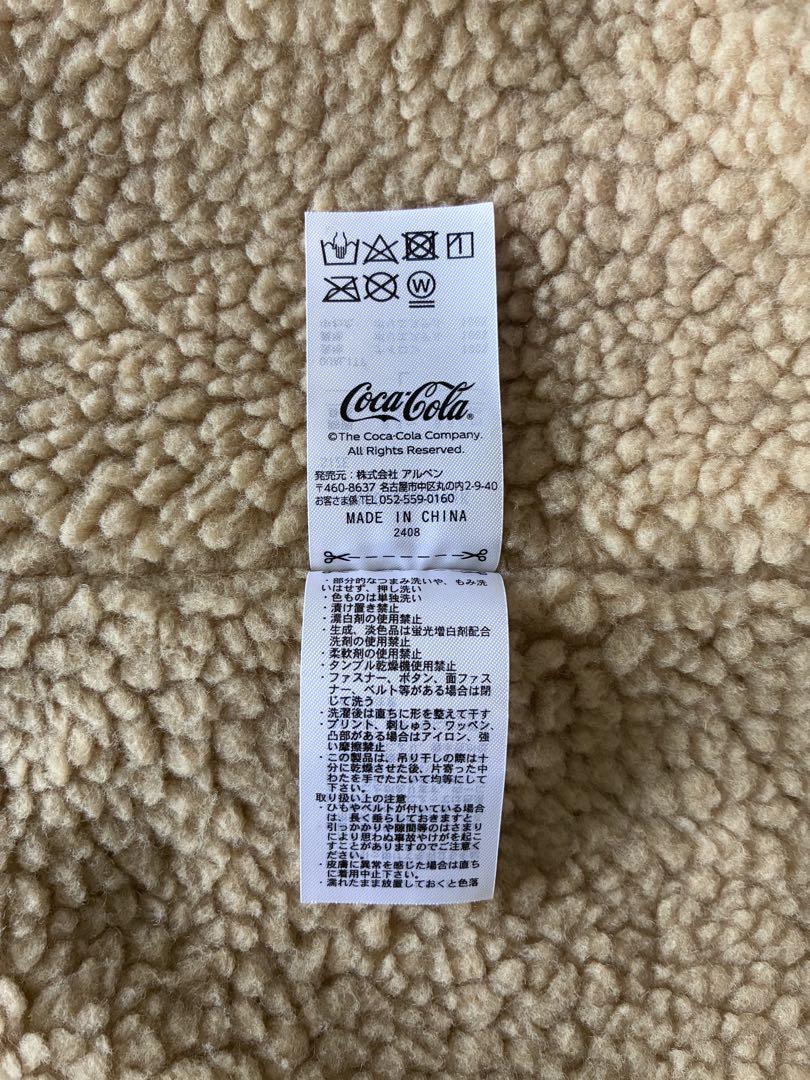 1
W
Coca-Cola®
©The Coca-Cola Company.
All Rights Reserved.
発売元：株式会社 アルペン
〒460-8637 名古屋市中区丸の内2-9-40
お客さま係 TEL 052-559-0160
MADE IN CHINA
2408
・部分的なつまみ洗いや、もみ洗
いはせず、押し洗い
・色ものは単独洗い
・漬け置き禁止
・漂白剤の使用禁止
・生成、淡色品は蛍光増白剤配合
洗剤の使用禁止
・柔軟剤の使用禁止
・タンブル乾燥機使用禁止
・ファスナー、ボタン、面ファス
ナー、ベルト等がある場合は閉
じて洗う
・洗濯後は直ちに形を整えて干す
・プリント、刺しゅう、ワッペン、
凸部がある場合はアイロン、強
い摩擦禁止
・この製品は、吊り干しの際は十
分に乾燥させた後、片寄った中
わたを手でたたいて均等にして
下さい。
取り扱い上の注意
・ひもやベルトが付いている場合
は、長く垂らしておきますと
引っかかりや隙間等のはさまり
により思わぬ事故やけがを起こ
すことがありますのでご注意く
ださい。
・皮膚に異常を感じた場合は直ち
に着用中止下さい。
・濡れたまま放置しておくと色落